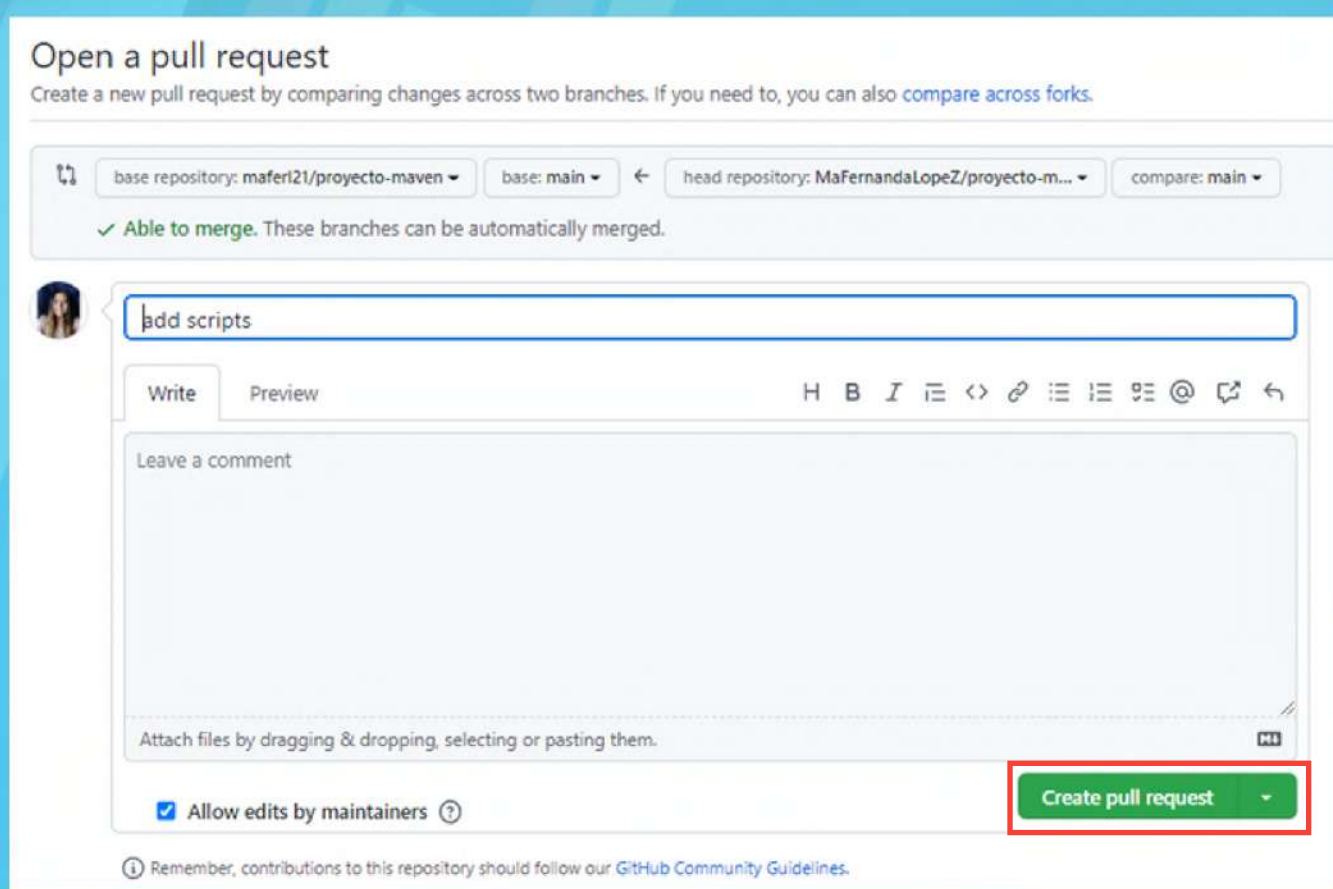 Open a pull request
Create a new pull request by comparing changes across two branches. If you need to, you can also compare across forks.
base repository: maferl21/proyecto-maven base: main ← head repository: MaFernandaLopeZ/proyecto-m... compare: main
✓ Able to merge. These branches can be automatically merged.
add scripts
Write Preview H B I <> @
Leave a comment
Attach files by dragging & dropping, selecting or pasting them.
Allow edits by maintainers ?
Create pull request
Remember, contributions to this repository should follow our GitHub Community Guidelines.